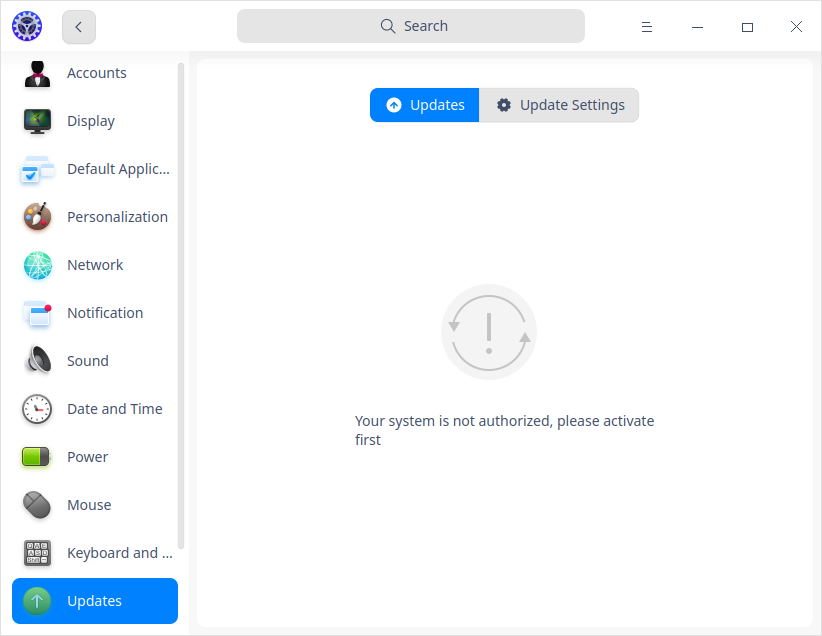 Search
Accounts
Display
Default Applic...
Personalization
Network
Notification
Sound
Date and Time
Power
Mouse
Keyboard and ...
Updates
Updates
Update Settings
Your system is not authorized, please activate
first